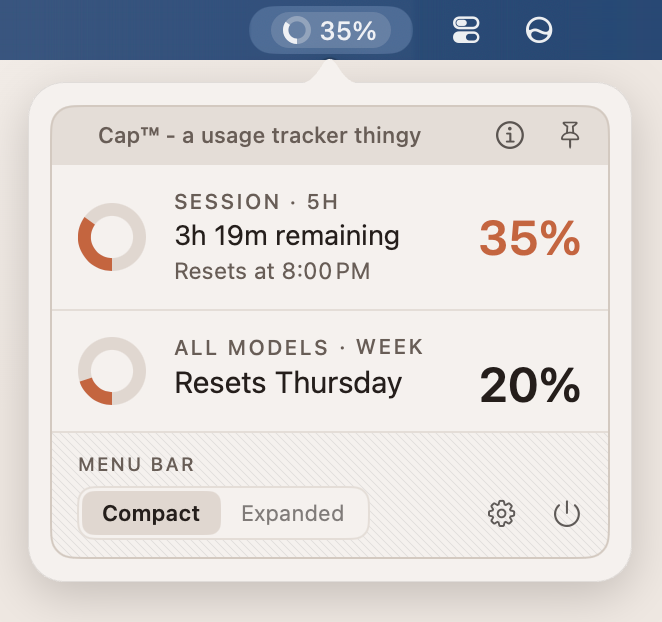 35%
Cap™ - a usage tracker thingy
SESSION · 5H
3h 19m remaining
35%
Resets at 8:00 PM
ALL MODELS · WEEK
Resets Thursday
20%
MENU BAR
Compact
Expanded